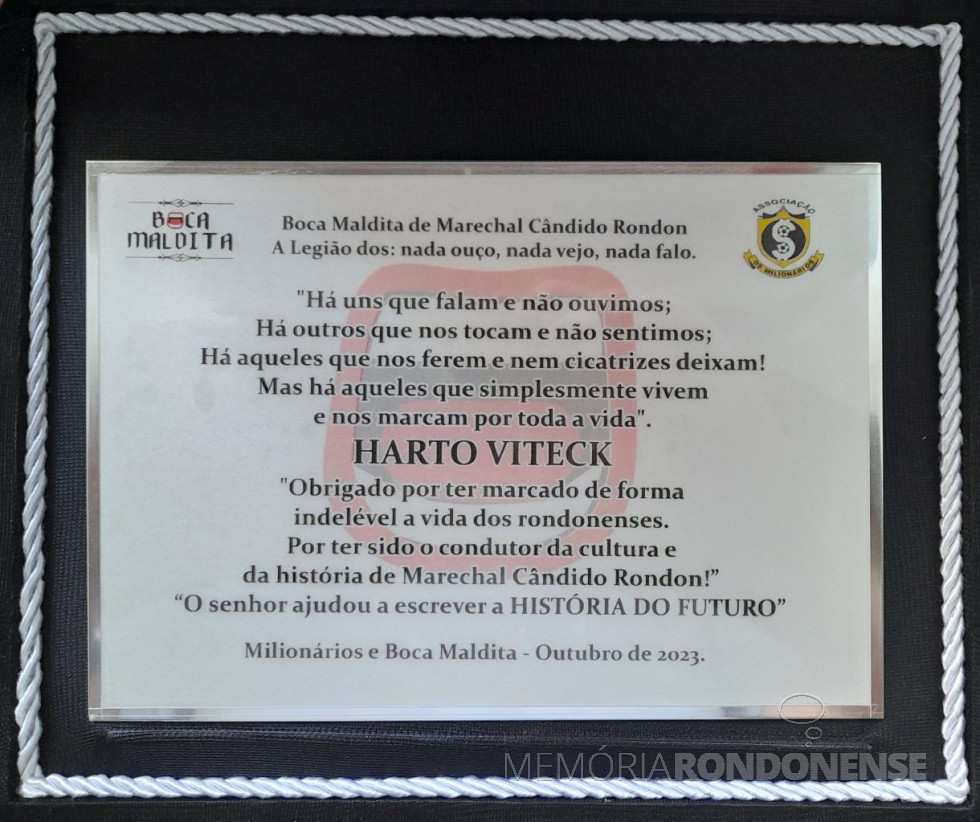 BOCA
MALDITA
Boca Maldita de Marechal Cândido Rondon
A Legião dos: nada ouço, nada vejo, nada falo.
ASSOCIAÇÃO
OS MILIONÁRIOS
"Há uns que falam e não ouvimos;
Há outros que nos tocam e não sentimos;
Há aqueles que nos ferem e nem cicatrizes deixam!
Mas há aqueles que simplesmente vivem
e nos marcam por toda a vida".
HARTO VITECK
"Obrigado por ter marcado de forma
indelével a vida dos rondonenses.
Por ter sido o condutor da cultura e
da história de Marechal Cândido Rondon!”
“O senhor ajudou a escrever a HISTÓRIA DO FUTURO”
Milionários e Boca Maldita - Outubro de 2023.
MEMÓRIARONDONENSE